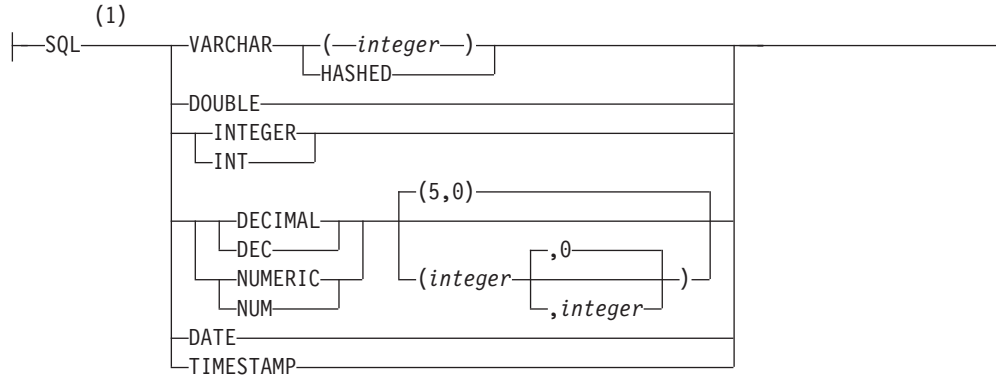 (1)
SQL VARCHAR ( integer )
HASHED
DOUBLE
INTEGER
INT
(5,0)
DECIMAL
DEC ,0
NUMERIC (integer )
NUM ,integer
DATE
TIMESTAMP